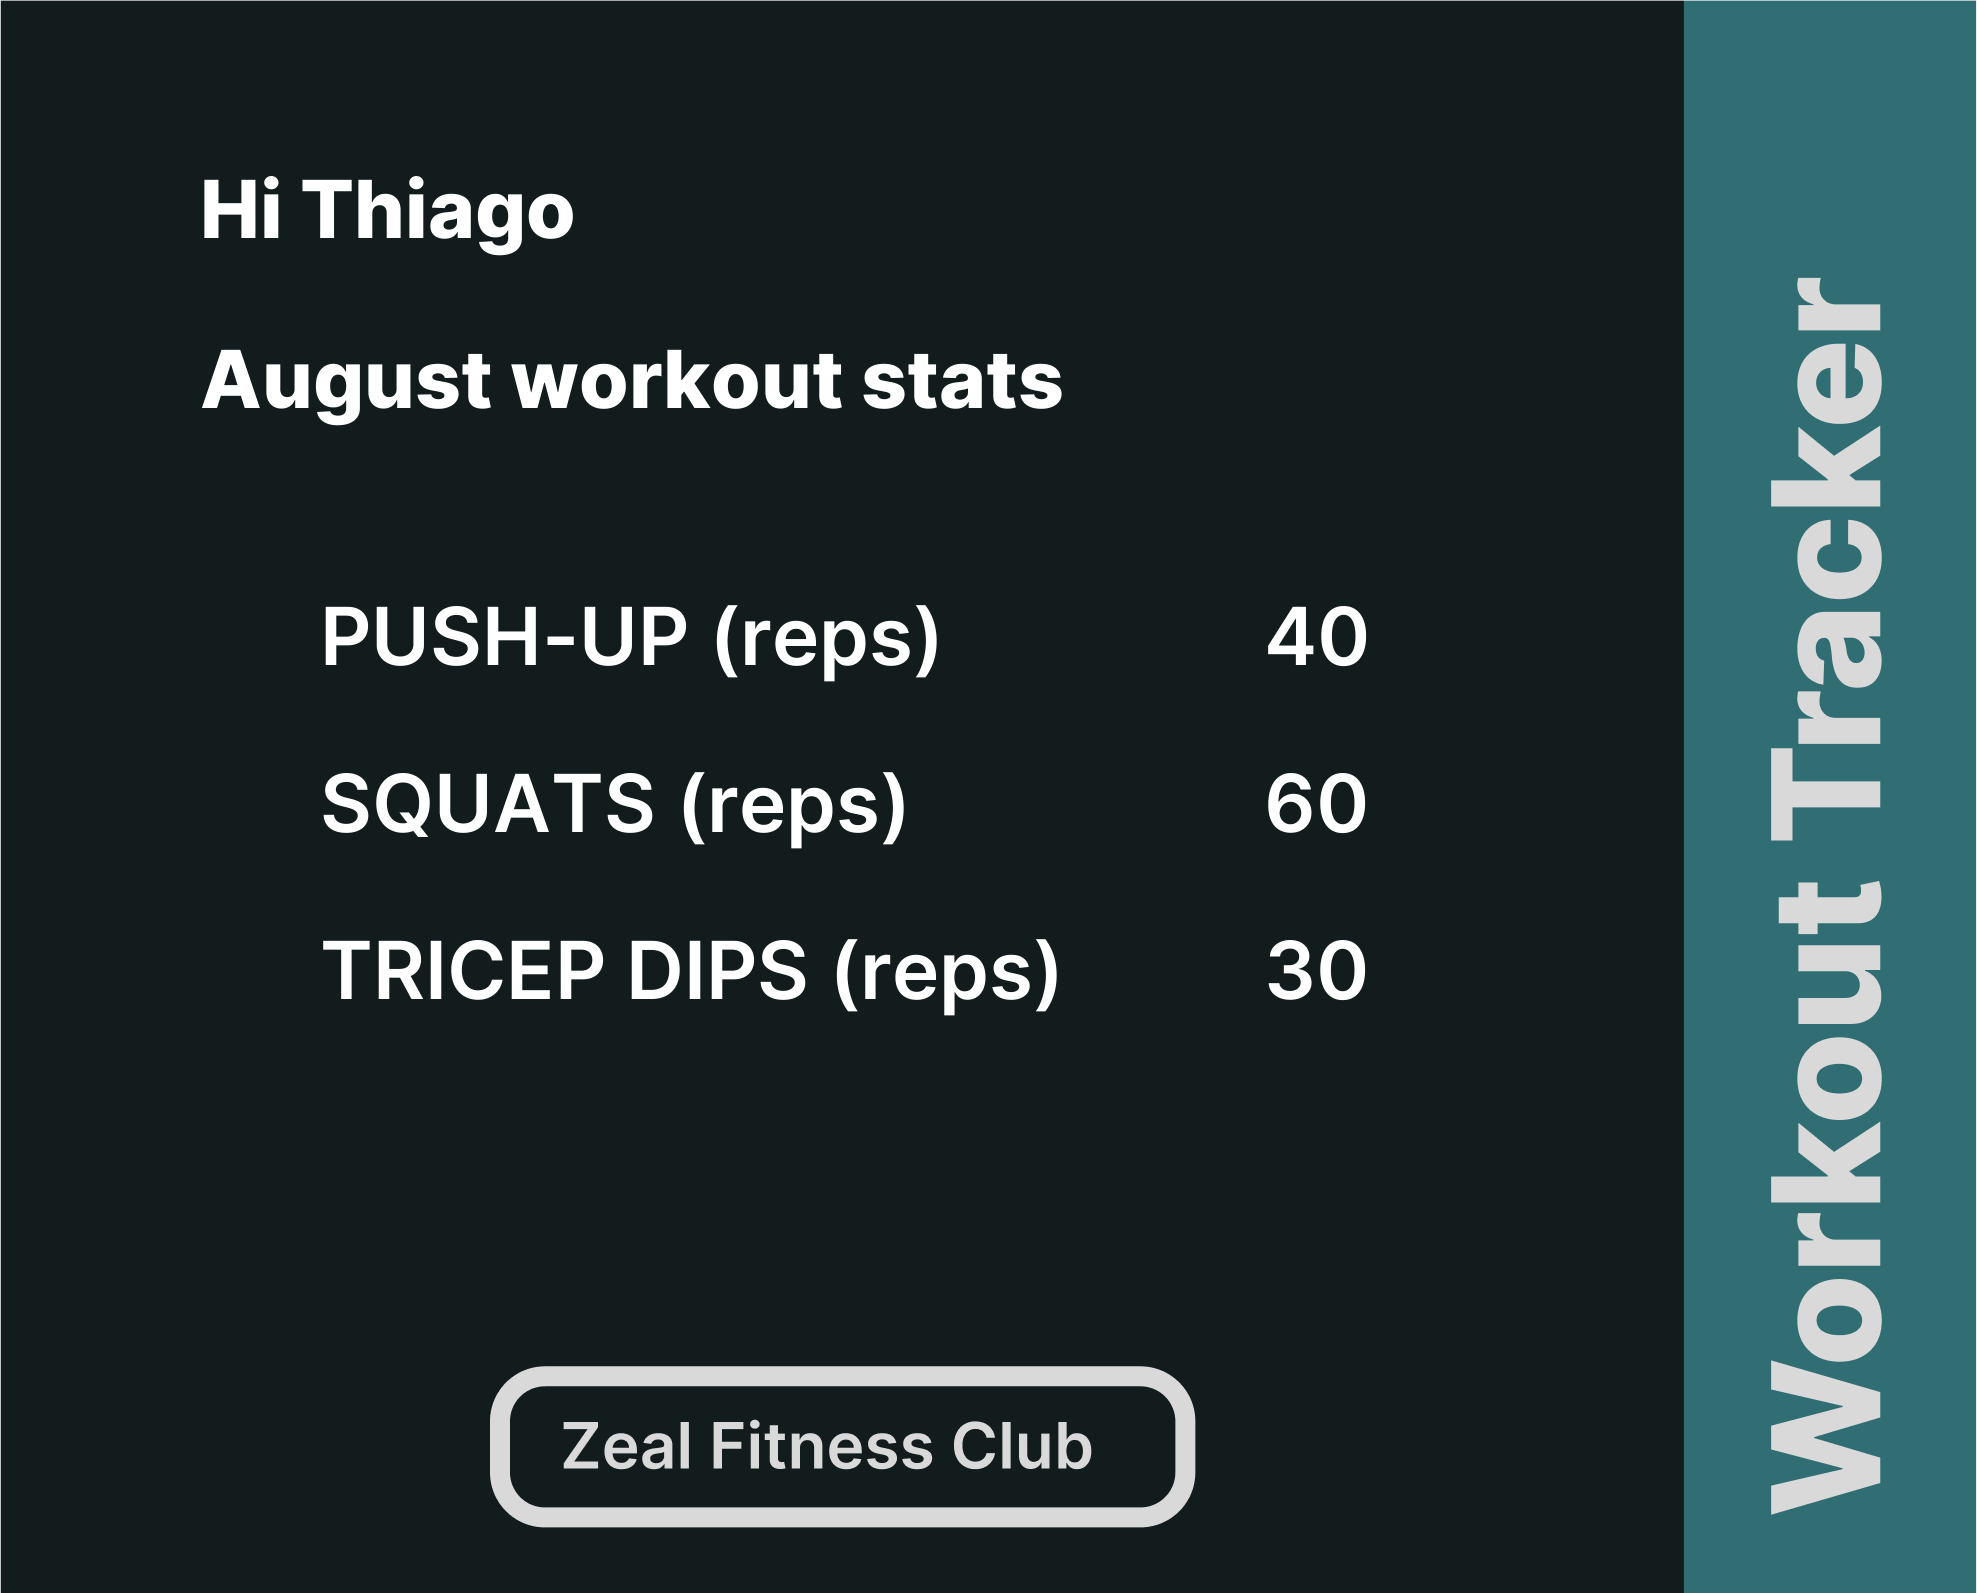 Hi Thiago
August workout stats
PUSH-UP (reps) 40
SQUATS (reps) 60
TRICEP DIPS (reps) 30
Zeal Fitness Club
Workout Tracker